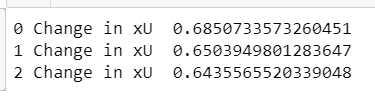 0 Change in xU  0.6850733573260451
1 Change in xU  0.6503949801283647
2 Change in xU  0.6435565520339048